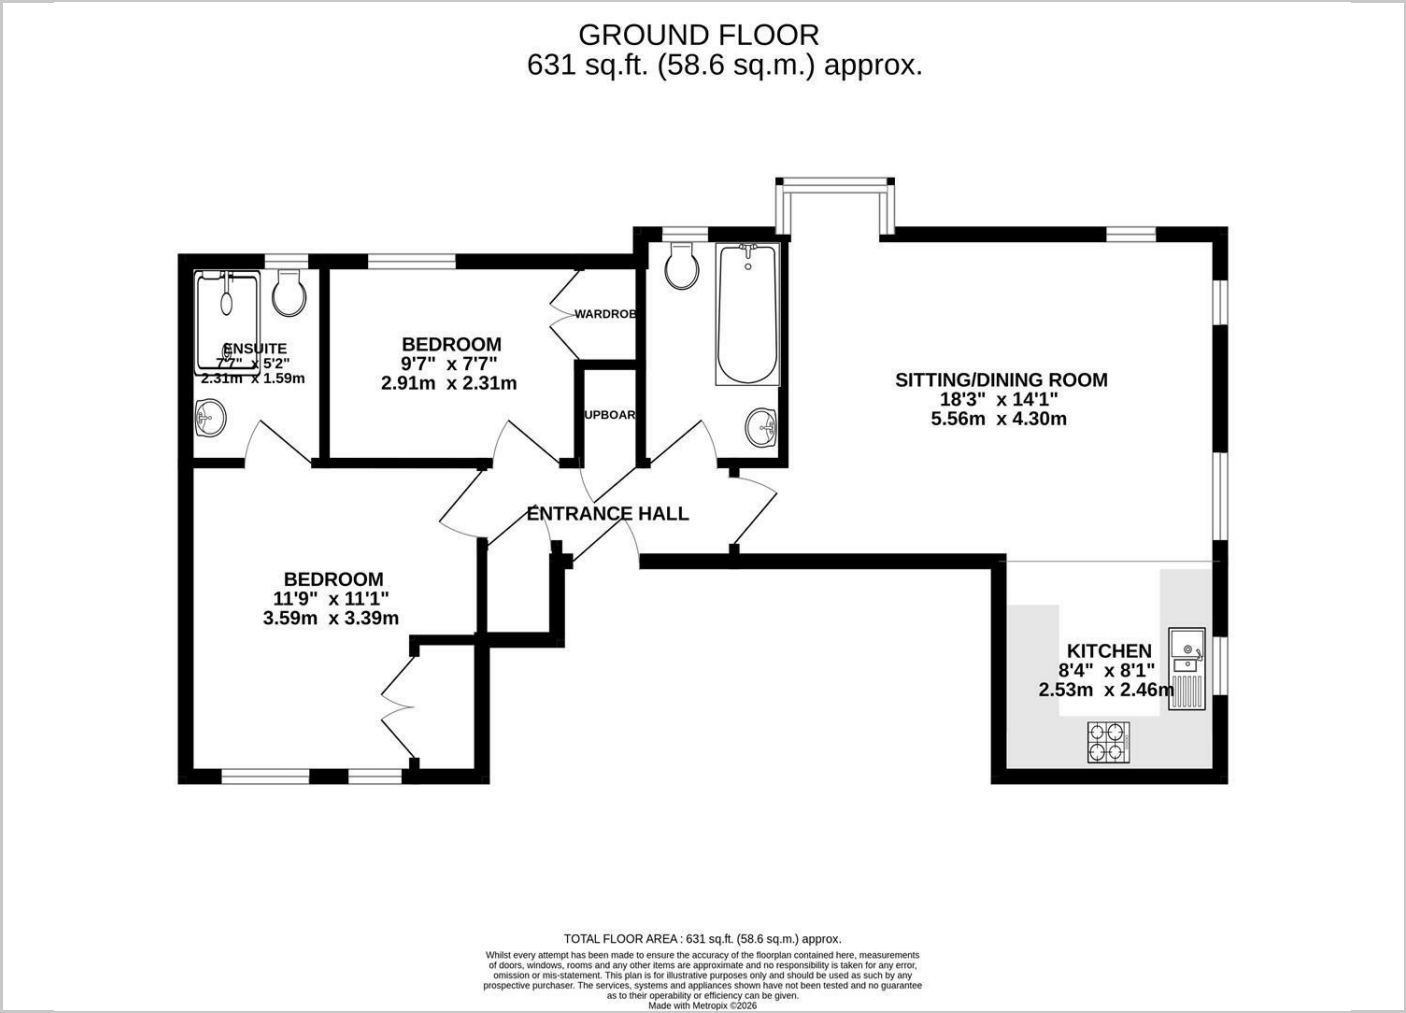 GROUND FLOOR
631 sq.ft. (58.6 sq.m.) approx.
WARDROB
BEDROOM
9'7" x 7'7"
2.91m x 2.31m
ENSUITE
7'7" x 5'2"
2.31m x 1.59m
UPBOAR
SITTING/DINING ROOM
18'3" x 14'1"
5.56m x 4.30m
ENTRANCE HALL
BEDROOM
11'9" x 11'1"
3.59m x 3.39m
KITCHEN
8'4" x 8'1"
2.53m x 2.46m
TOTAL FLOOR AREA : 631 sq.ft. (58.6 sq.m.) approx.
Whilst every attempt has been made to ensure the accuracy of the floorplan contained here, measurements
of doors, windows, rooms and any other items are approximate and no responsibility is taken for any error,
omission or mis-statement. This plan is for illustrative purposes only and should be used as such by any
prospective purchaser. The services, systems and appliances shown have not been tested and no guarantee
as to their operability or efficiency can be given.
Made with Metropix ©2026